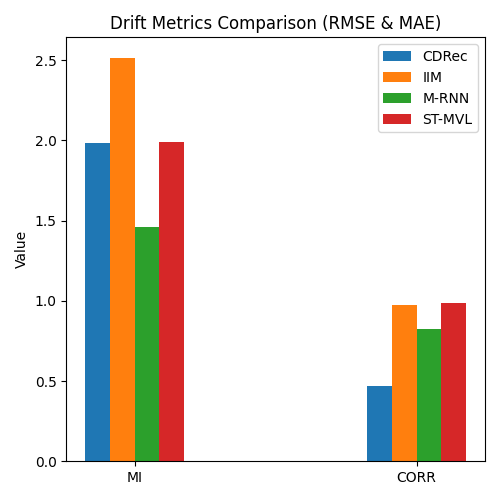 Drift Metrics Comparison (RMSE & MAE)
CDRec
IIM
M-RNN
ST-MVL
Value
2.5
2.0
1.5
1.0
0.5
0.0
MI
CORR